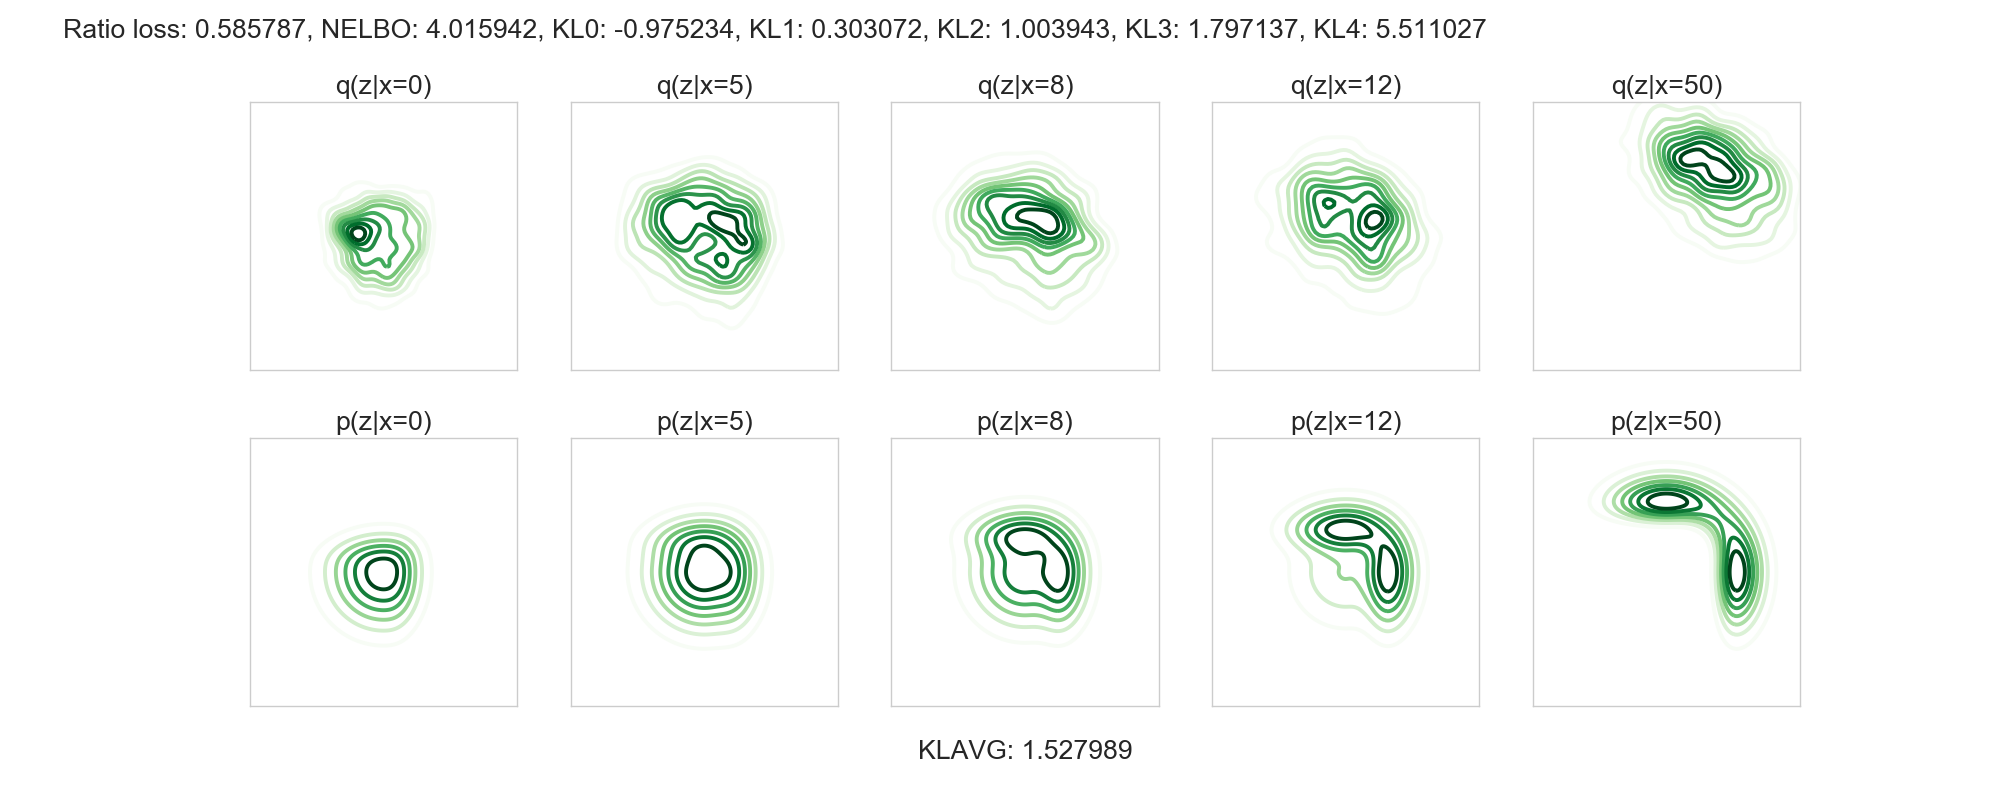 Ratio loss: 0.585787, NELBO: 4.015942, KL0: -0.975234, KL1: 0.303072, KL2: 1.003943, KL3: 1.797137, KL4: 5.511027
q(z|x=0) q(z|x=5) q(z|x=8) q(z|x=12) q(z|x=50)
p(z|x=0) p(z|x=5) p(z|x=8) p(z|x=12) p(z|x=50)
KLAVG: 1.527989